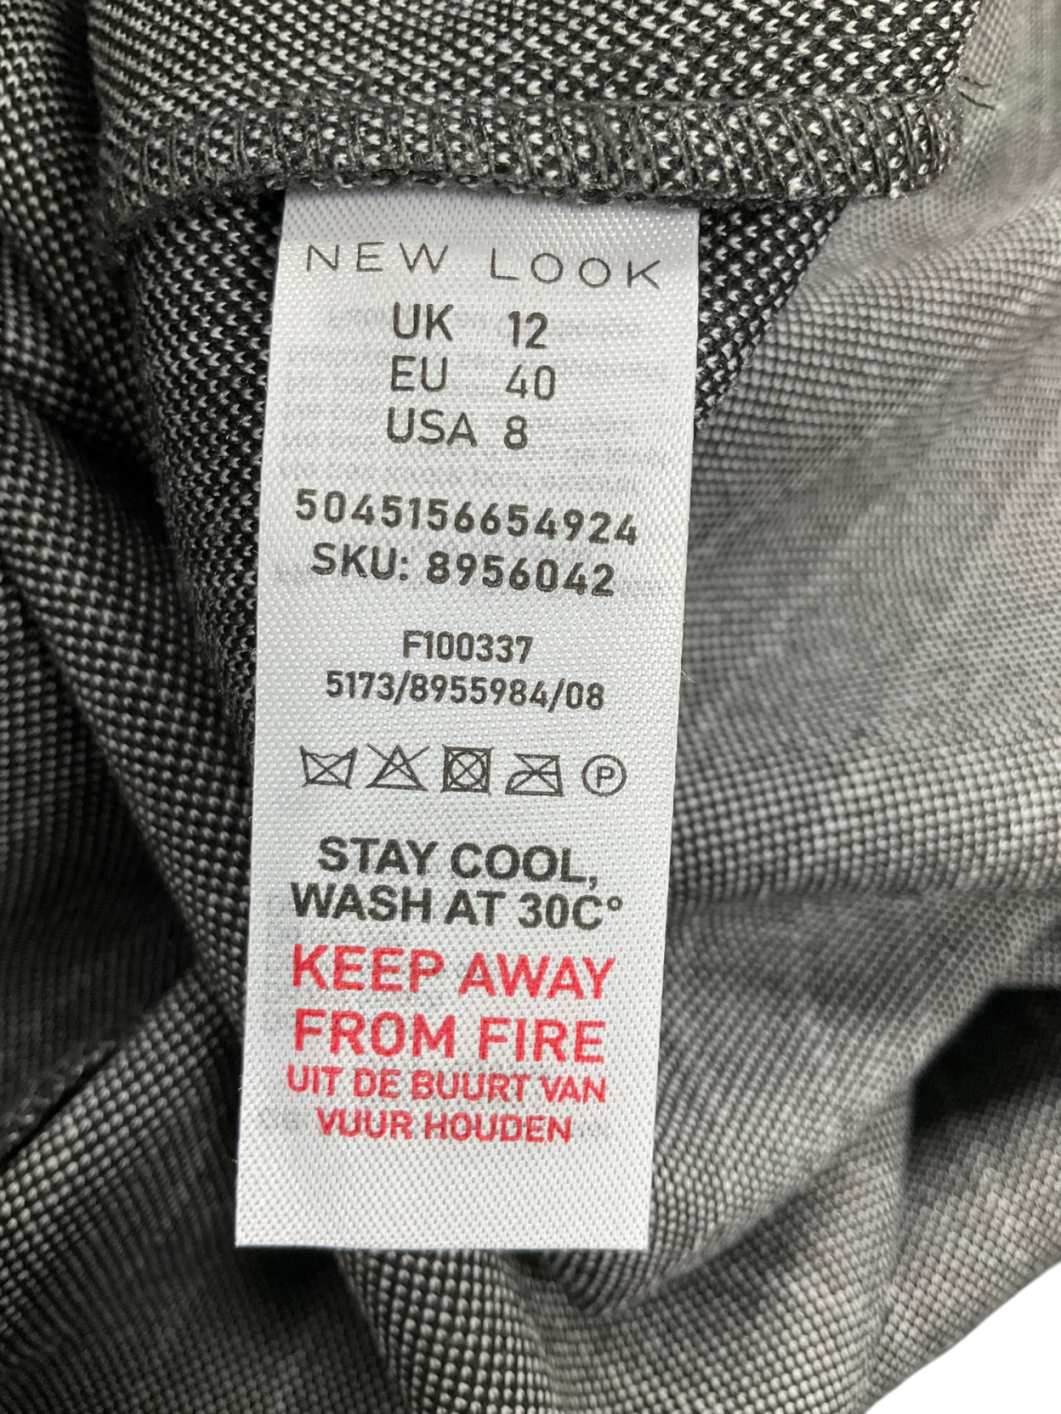 NEW LOOK
UK 12
EU 40
USA 8
5045156654924
SKU: 8956042
F100337
5173/8955984/08
P
STAY COOL,
WASH AT 30C°
KEEP AWAY
FROM FIRE
UIT DE BUURT VAN
VUUR HOUDEN